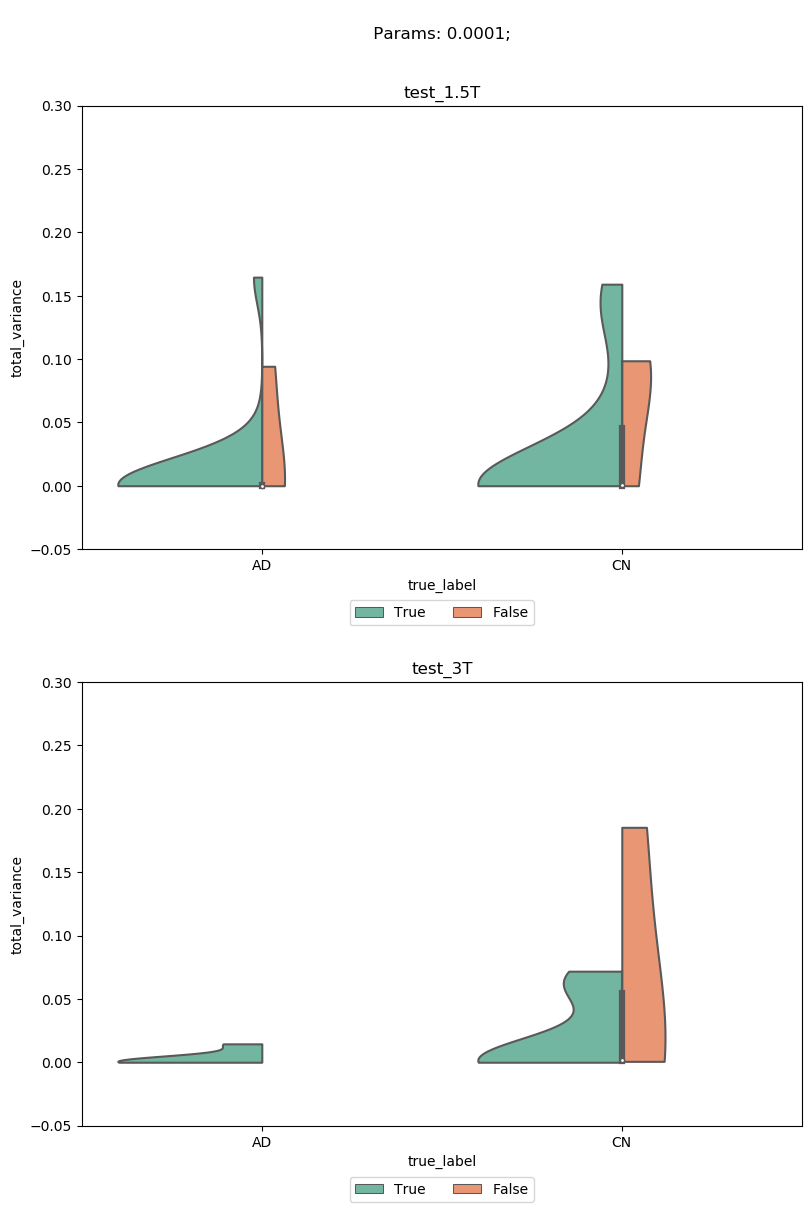 Params: 0.0001;
test_1.5T
0.30
0.25
0.20
0.15
0.10
0.05
0.00
−0.05
total_variance
AD CN
true_label
True False
test_3T
0.30
0.25
0.20
0.15
0.10
0.05
0.00
−0.05
total_variance
AD CN
true_label
True False